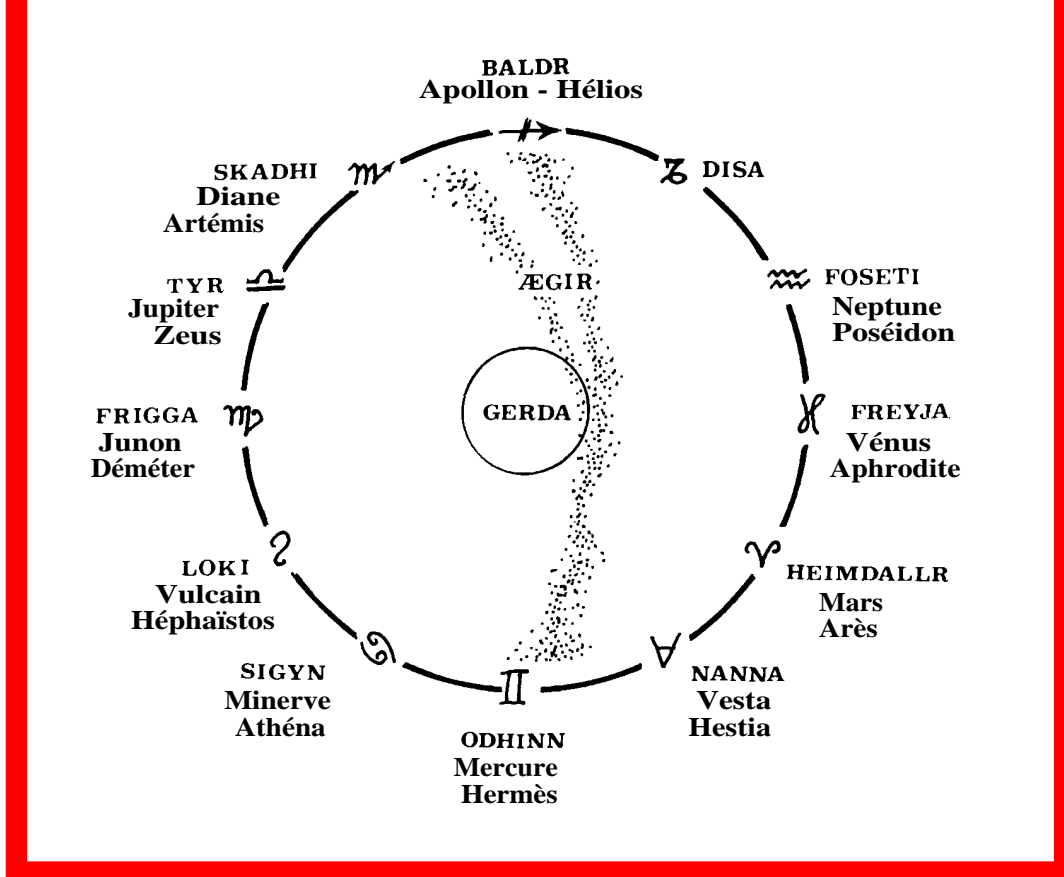 BALDR
Apollon - Hélios
SKADHI
Diane
Artémis
DISA
TYR
Jupiter
Zeus
ÆGIR
FOSETI
Neptune
Poséidon
FRIGGA
Junon
Déméter
GERDA
FREYJA
Vénus
Aphrodite
LOKI
Vulcain
Héphaïstos
HEIMDALLR
Mars
Arès
SIGYN
Minerve
Athéna
NANNA
Vesta
Hestia
ODHINN
Mercure
Hermès